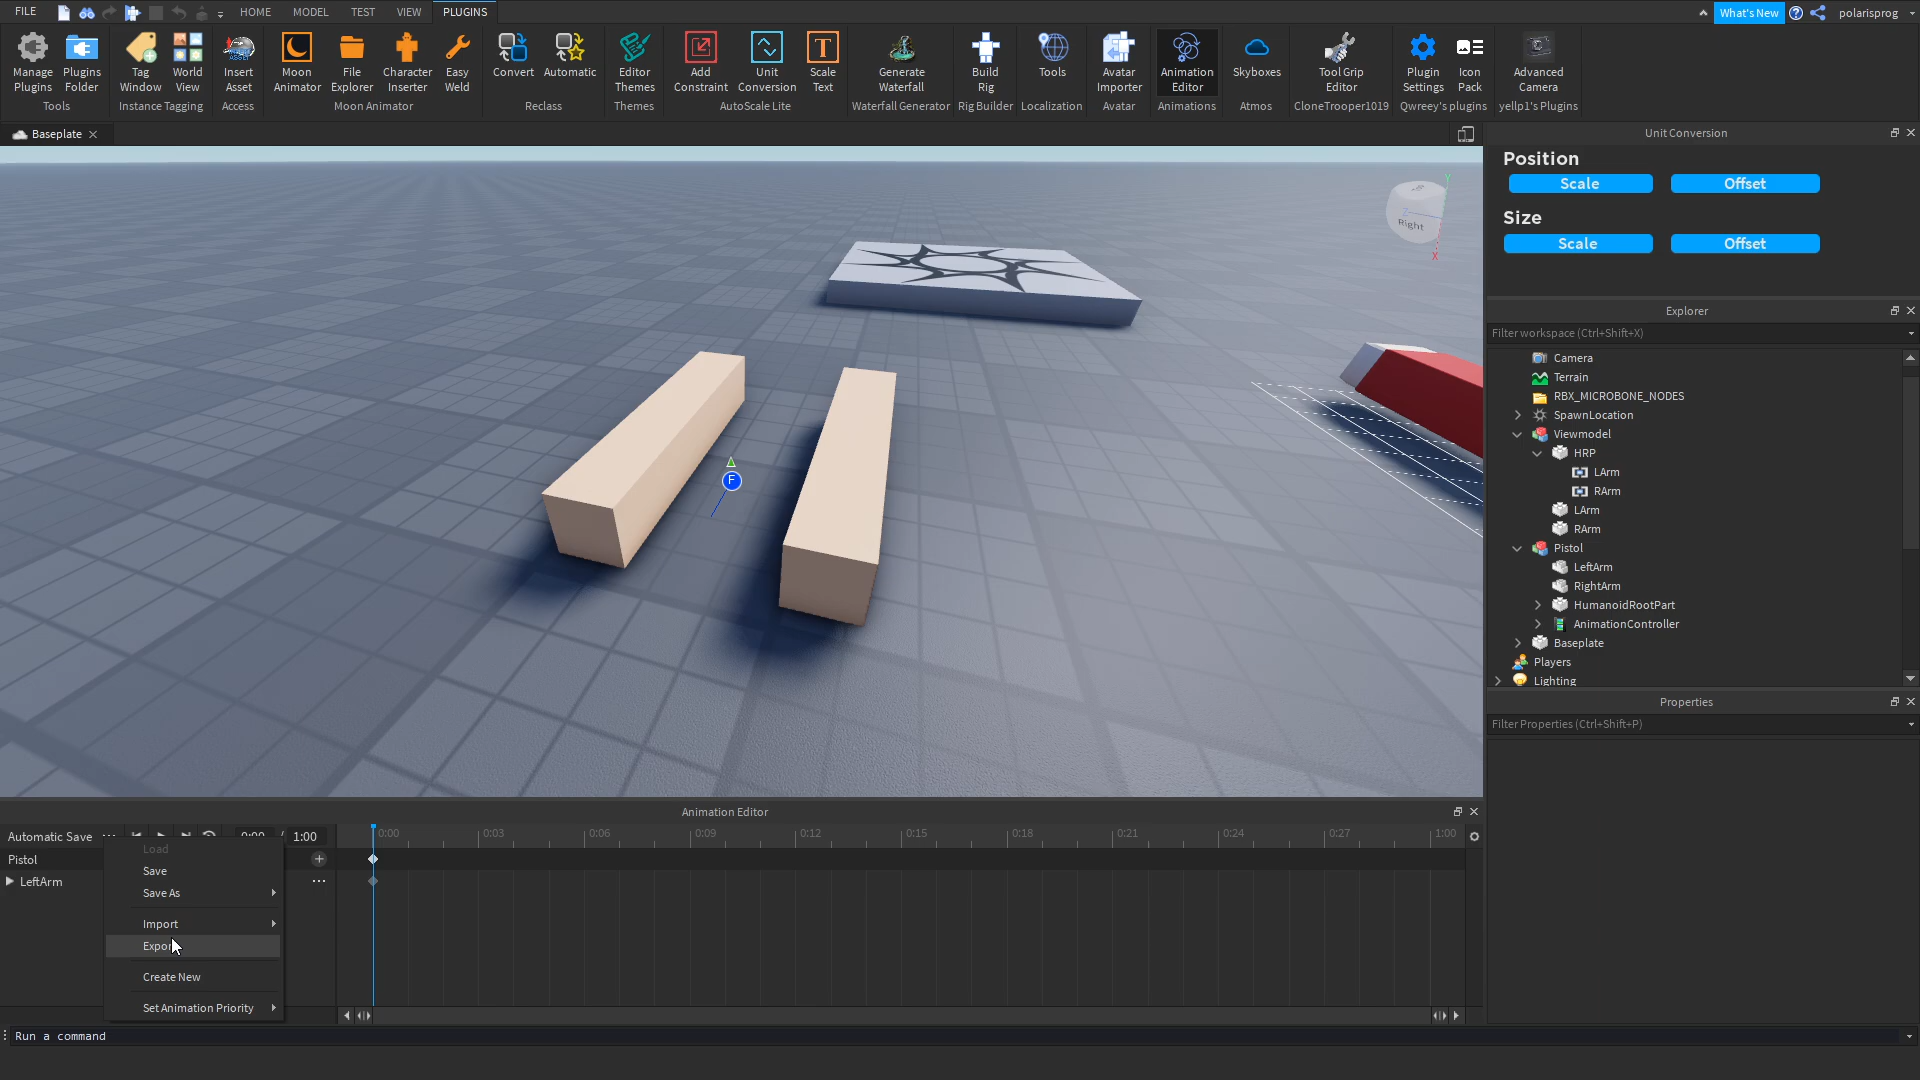 FILE
HOME
MODEL
TEST
VIEW
PLUGINS
What's New
polarisprog
Manage Plugins
Plugins Folder
Tools
Tag Window
World View
Instance Tagging
Insert Asset
Access
Moon Animator
File Explorer
Character Inserter
Easy Weld
Moon Animator
Convert
Automatic
Reclass
Editor Themes
Themes
Add Constraint
Unit Conversion
Scale Text
AutoScale Lite
Generate Waterfall
Waterfall Generator
Build Rig
Rig Builder
Tools
Localization
Avatar Importer
Avatar
Animation Editor
Animations
Skyboxes
Atmos
Tool Grip Editor
CloneTrooper1019
Plugin Settings
Icon Pack
Qwreey's plugins
Advanced Camera
yellp1's Plugins
Baseplate
Right
Y
Z
X
F
Unit Conversion
Position
Scale
Offset
Size
Scale
Offset
Explorer
Filter workspace (Ctrl+Shift+X)
Camera
Terrain
RBX_MICROBONE_NODES
SpawnLocation
Viewmodel
HRP
LArm
RArm
LArm
RArm
Pistol
LeftArm
RightArm
HumanoidRootPart
AnimationController
Baseplate
Players
Lighting
Properties
Filter Properties (Ctrl+Shift+P)
Animation Editor
Automatic Save
0:00 / 1:00
0:00 0:03 0:06 0:09 0:12 0:15 0:18 0:21 0:24 0:27 1:00
Pistol
LeftArm
Load
Save
Save As
Import
Export
Create New
Set Animation Priority
Run a command